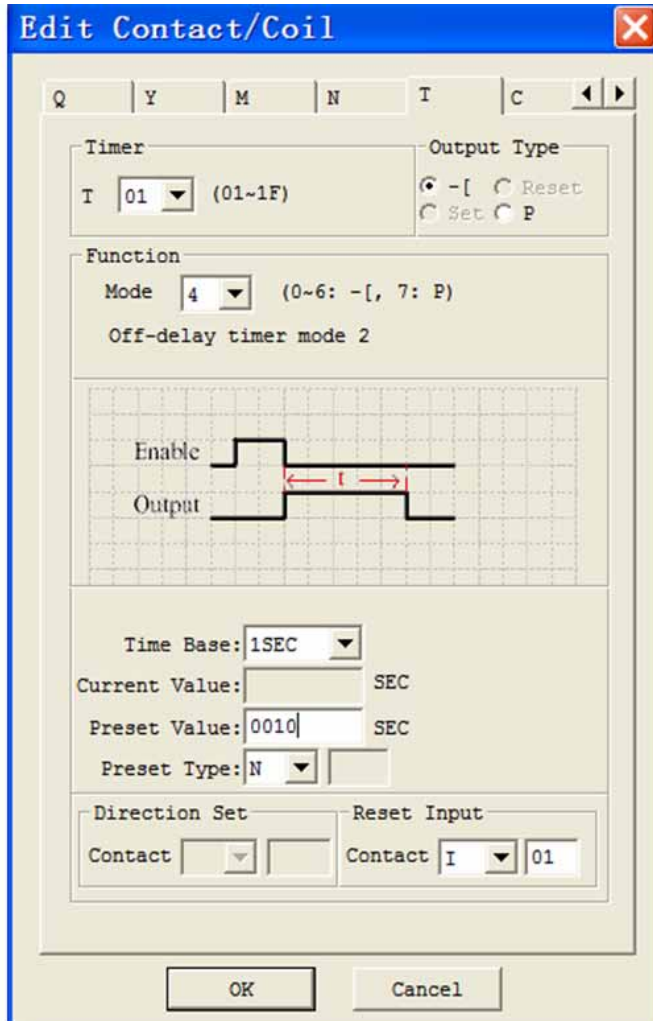 Edit Contact/Coil
Q Y M N T C
Timer
T 01 (01~1F)
Output Type
-[ Reset
Set P
Function
Mode 4 (0~6: -[, 7: P)
Off-delay timer mode 2
Enable
t
Output
Time Base: 1SEC
Current Value: SEC
Preset Value: 0010 SEC
Preset Type: N
Direction Set
Contact
Reset Input
Contact I 01
OK Cancel